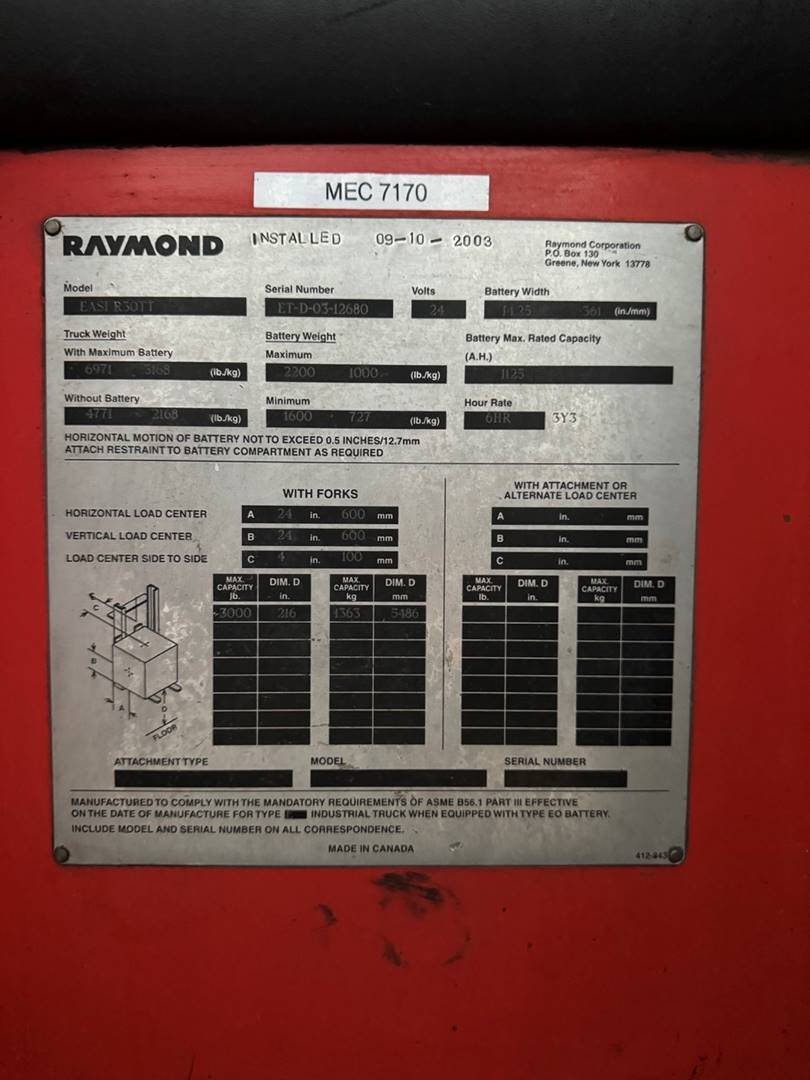 MEC 7170
RAYMOND INSTALLED 09-10-2003
Raymond Corporation
P.O. Box 130
Greene, New York 13778
Model Serial Number Volts Battery Width
EASI R30TT ET-D-03-12680 24 14.25 361 (in./mm)
Truck Weight Battery Weight Battery Max. Rated Capacity
With Maximum Battery Maximum (A.H.)
6971 3168 (lb./kg) 2200 1000 (lb./kg) 1125
Without Battery Minimum Hour Rate
4771 2168 (lb./kg) 1600 727 (lb./kg) 6HR 3Y3
HORIZONTAL MOTION OF BATTERY NOT TO EXCEED 0.5 INCHES/12.7mm
ATTACH RESTRAINT TO BATTERY COMPARTMENT AS REQUIRED
WITH FORKS
WITH ATTACHMENT OR
ALTERNATE LOAD CENTER
HORIZONTAL LOAD CENTER A 24 in. 600 mm A in. mm
VERTICAL LOAD CENTER B 24 in. 600 mm B in. mm
LOAD CENTER SIDE TO SIDE C 4 in. 100 mm C in. mm
MAX. CAPACITY lb. DIM. D in. MAX. CAPACITY kg DIM. D mm MAX. CAPACITY lb. DIM. D in. MAX. CAPACITY kg DIM. D mm
3000 216 1363 5486
C
B
A
D
FLOOR
ATTACHMENT TYPE MODEL SERIAL NUMBER
MANUFACTURED TO COMPLY WITH THE MANDATORY REQUIREMENTS OF ASME B56.1 PART III EFFECTIVE
ON THE DATE OF MANUFACTURE FOR TYPE INDUSTRIAL TRUCK WHEN EQUIPPED WITH TYPE EO BATTERY.
INCLUDE MODEL AND SERIAL NUMBER ON ALL CORRESPONDENCE.
MADE IN CANADA